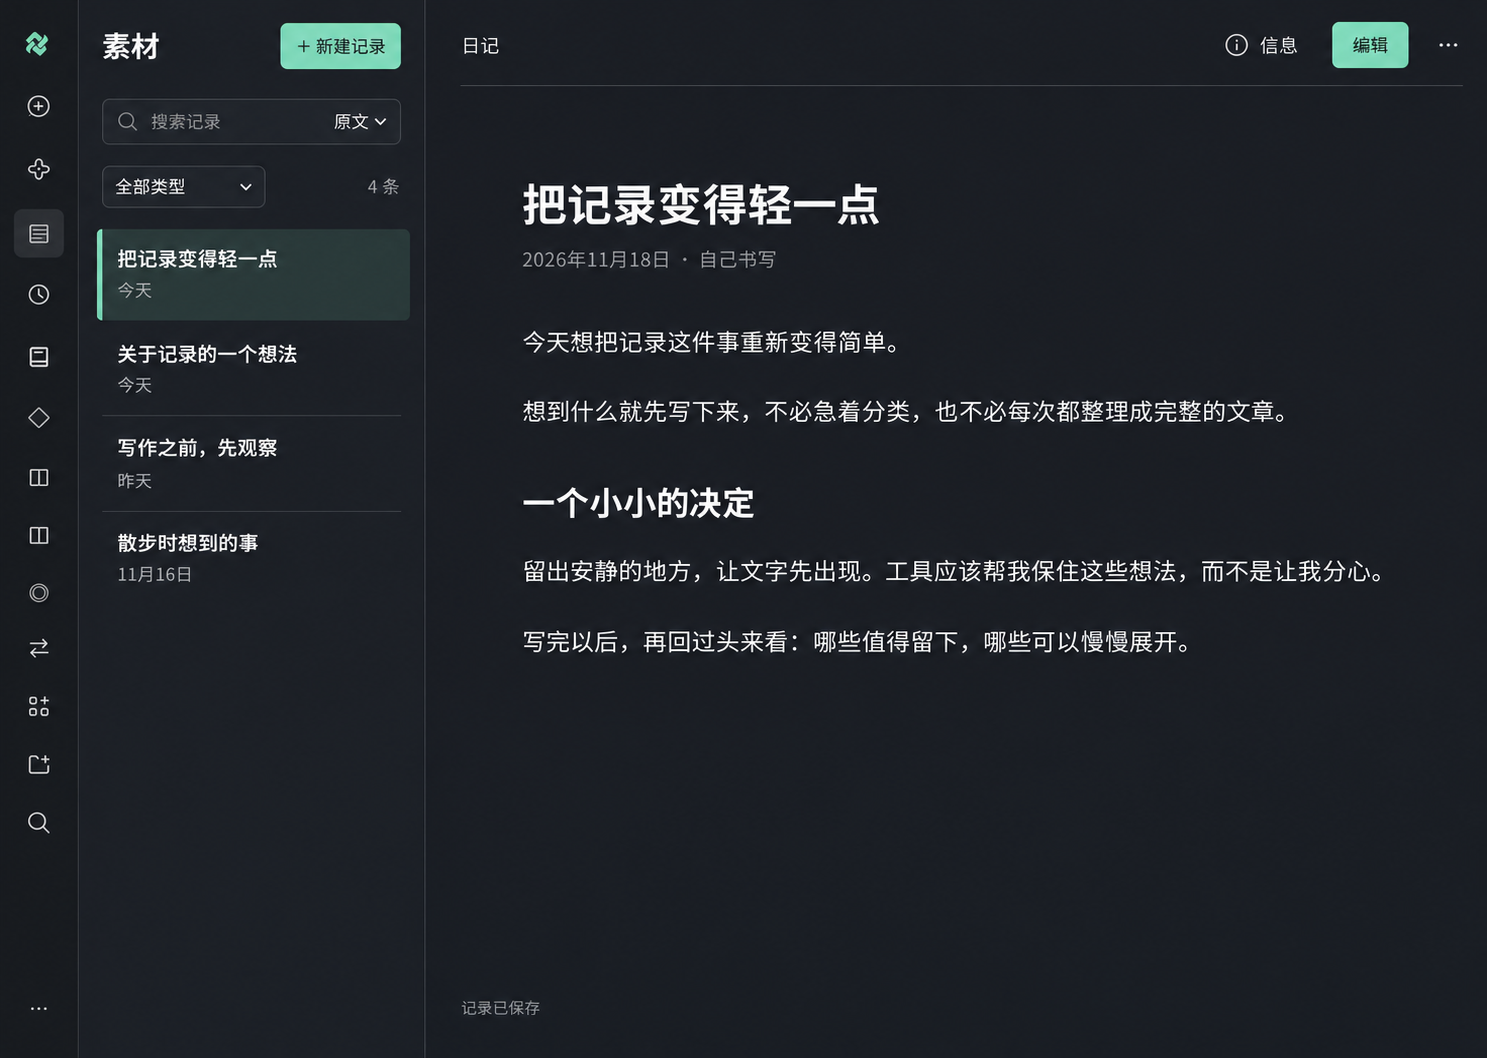 素材
+ 新建记录
搜索记录
原文
全部类型
4 条
把记录变得轻一点
今天
关于记录的一个想法
今天
写作之前，先观察
昨天
散步时想到的事
11月16日
日记
信息
编辑
把记录变得轻一点
2026年11月18日 · 自己书写
今天想把记录这件事重新变得简单。
想到什么就先写下来，不必急着分类，也不必每次都整理成完整的文章。
一个小小的决定
留出安静的地方，让文字先出现。工具应该帮我保住这些想法，而不是让我分心。
写完以后，再回过头来看：哪些值得留下，哪些可以慢慢展开。
记录已保存